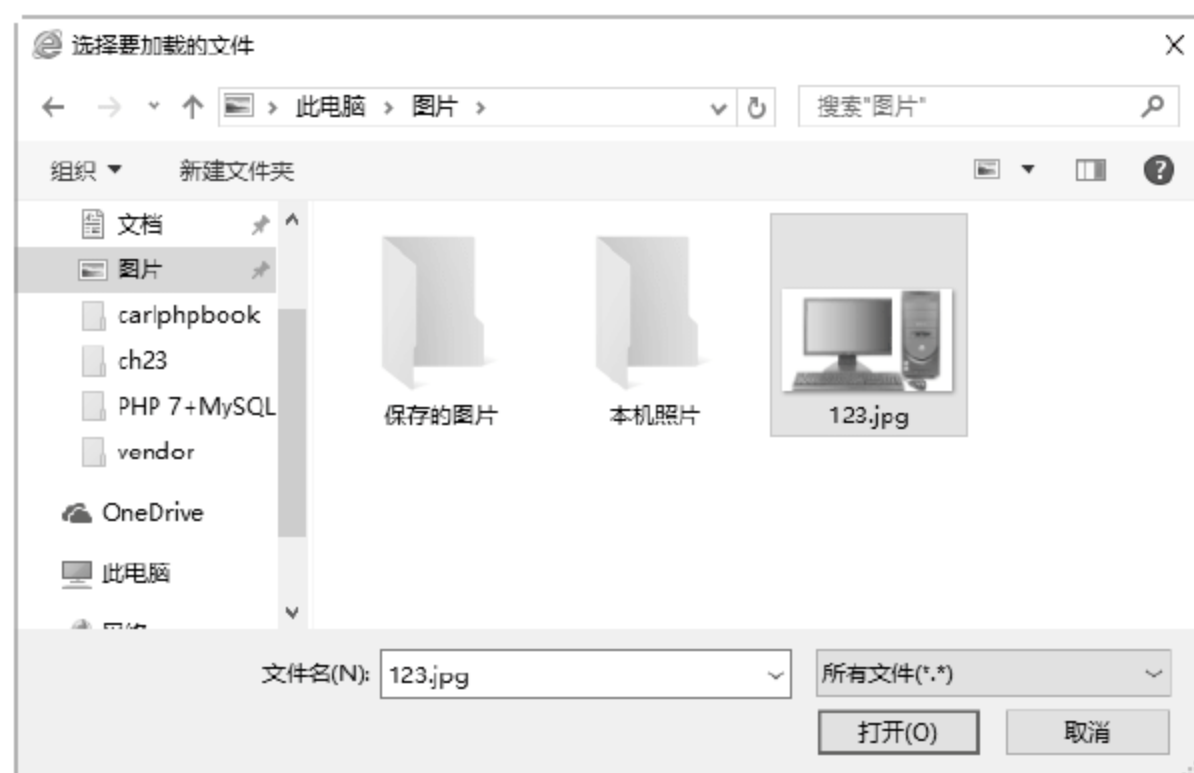 选择要加载的文件
此电脑 > 图片 >
搜索"图片"
组织
新建文件夹
文档
图片
carlphpbook
ch23
PHP 7+MySQL
vendor
OneDrive
此电脑
保存的图片
本机照片
123.jpg
文件名(N):
123.jpg
所有文件(*.*)
打开(O)
取消